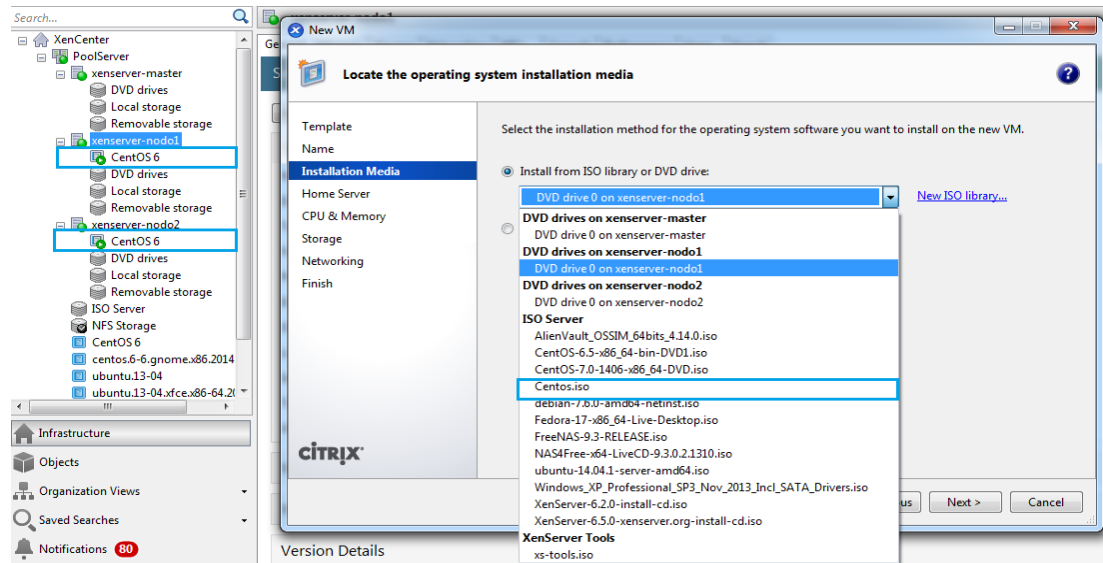 Search...
XenCenter
PoolServer
xenserver-master
DVD drives
Local storage
Removable storage
xenserver-nodo1
CentOS 6
DVD drives
Local storage
Removable storage
xenserver-nodo2
CentOS 6
DVD drives
Local storage
Removable storage
ISO Server
NFS Storage
CentOS 6
centos.6-6.gnome.x86.2014
ubuntu.13-04
ubuntu.13-04.xfce.x86-64.2(
Infrastructure
Objects
Organization Views
Saved Searches
Notifications 80
Ge
S
New VM
Locate the operating system installation media
Template
Name
Installation Media
Home Server
CPU & Memory
Storage
Networking
Finish
CITRIX
Select the installation method for the operating system software you want to install on the new VM.
Install from ISO library or DVD drive:
DVD drive 0 on xenserver-nodo1
New ISO library...
DVD drives on xenserver-master
DVD drive 0 on xenserver-master
DVD drives on xenserver-nodo1
DVD drive 0 on xenserver-nodo1
DVD drives on xenserver-nodo2
DVD drive 0 on xenserver-nodo2
ISO Server
AlienVault_OSSIM_64bits_4.14.0.iso
CentOS-6.5-x86_64-bin-DVD1.iso
CentOS-7.0-1406-x86_64-DVD.iso
Centos.iso
debian-7.6.0-amd64-netinst.iso
Fedora-17-x86_64-Live-Desktop.iso
FreeNAS-9.3-RELEASE.iso
NAS4Free-x64-LiveCD-9.3.0.2.1310.iso
ubuntu-14.04.1-server-amd64.iso
Windows_XP_Professional_SP3_Nov_2013_Incl_SATA_Drivers.iso
XenServer-6.2.0-install-cd.iso
XenServer-6.5.0-xenserver.org-install-cd.iso
XenServer Tools
xs-tools.iso
us
Next >
Cancel
Version Details